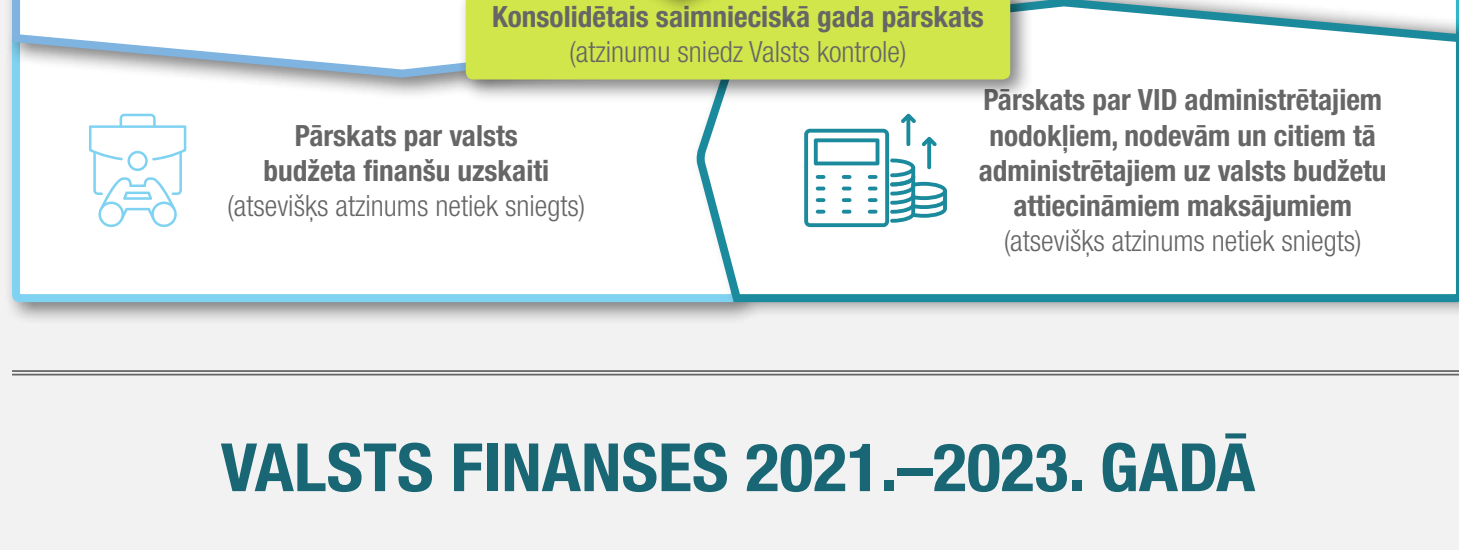 Konsolidētais saimnieciskā gada pārskats
(atzinumu sniedz Valsts kontrole)
Pārskats par valsts
budžeta finanšu uzskaiti
(atsevišķs atzinums netiek sniegts)
Pārskats par VID administrētajiem
nodokļiem, nodevām un citiem tā
administrētajiem uz valsts budžetu
attiecināmiem maksājumiem
(atsevišķs atzinums netiek sniegts)
VALSTS FINANSES 2021.–2023. GADĀ